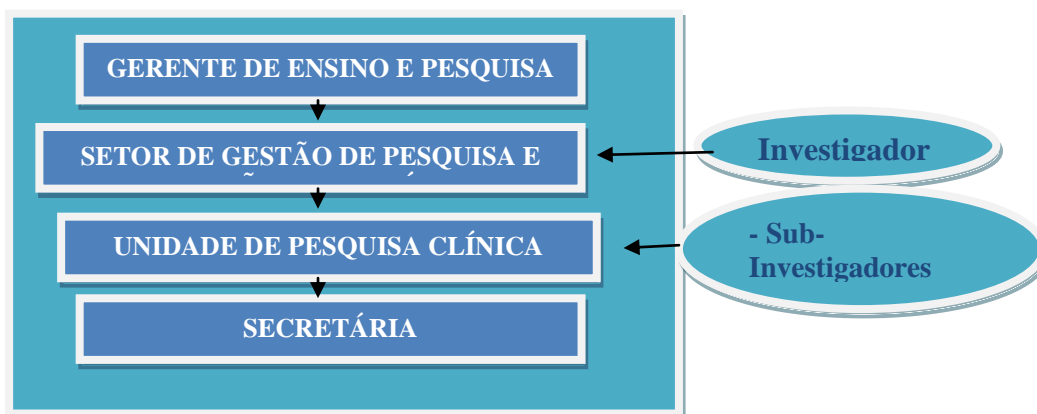 GERENTE DE ENSINO E PESQUISA
SETOR DE GESTÃO DE PESQUISA E
Investigador
UNIDADE DE PESQUISA CLÍNICA
- Sub-
Investigadores
SECRETÁRIA